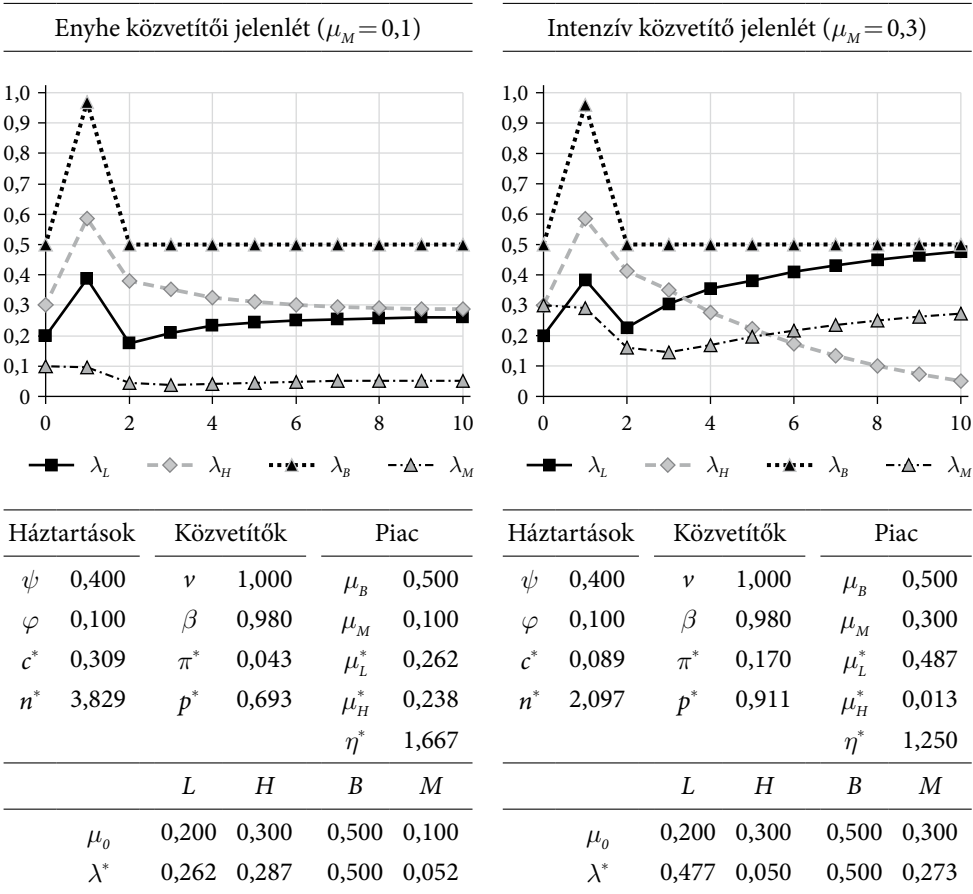 Enyhe közvetítői jelenlét (μ_M = 0,1)
1,0
0,9
0,8
0,7
0,6
0,5
0,4
0,3
0,2
0,1
0
0 2 4 6 8 10
λ_L λ_H λ_B λ_M
Háztartások Közvetítők Piac
ψ 0,400 ν 1,000 μ_B 0,500
φ 0,100 β 0,980 μ_M 0,100
c* 0,309 π* 0,043 μ*_L 0,262
n* 3,829 p* 0,693 μ*_H 0,238
η* 1,667
L H B M
μ_0 0,200 0,300 0,500 0,100
λ* 0,262 0,287 0,500 0,052
Intenzív közvetítő jelenlét (μ_M = 0,3)
1,0
0,9
0,8
0,7
0,6
0,5
0,4
0,3
0,2
0,1
0
0 2 4 6 8 10
λ_L λ_H λ_B λ_M
Háztartások Közvetítők Piac
ψ 0,400 ν 1,000 μ_B 0,500
φ 0,100 β 0,980 μ_M 0,300
c* 0,089 π* 0,170 μ*_L 0,487
n* 2,097 p* 0,911 μ*_H 0,013
η* 1,250
L H B M
μ_0 0,200 0,300 0,500 0,300
λ* 0,477 0,050 0,500 0,273